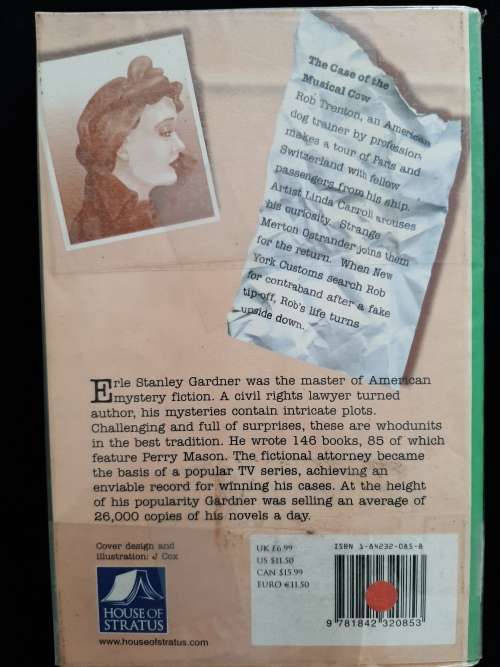 The Case of the
Musical Cow
Rob Trenton, an American
dog trainer by profession,
makes a tour of Paris and
Switzerland with fellow
passengers from his ship.
Artist Linda Carroll arouses
his curiosity. Strange
Merton Ostrander joins them
for the return. When New
York Customs search Rob
for contraband after a fake
tip-off, Rob's life turns
upside down.
Erle Stanley Gardner was the master of American
mystery fiction. A civil rights lawyer turned
author, his mysteries contain intricate plots.
Challenging and full of surprises, these are whodunits
in the best tradition. He wrote 146 books, 85 of which
feature Perry Mason. The fictional attorney became
the basis of a popular TV series, achieving an
enviable record for winning his cases. At the height
of his popularity Gardner was selling an average of
26,000 copies of his novels a day.
Cover design and
illustration: J Cox
HOUSE OF
STRATUS
www.houseofstratus.com
UK £6.99
US $11.50
CAN $15.99
EURO €11.50
ISBN 1-84232-085-8
9 781842 320853